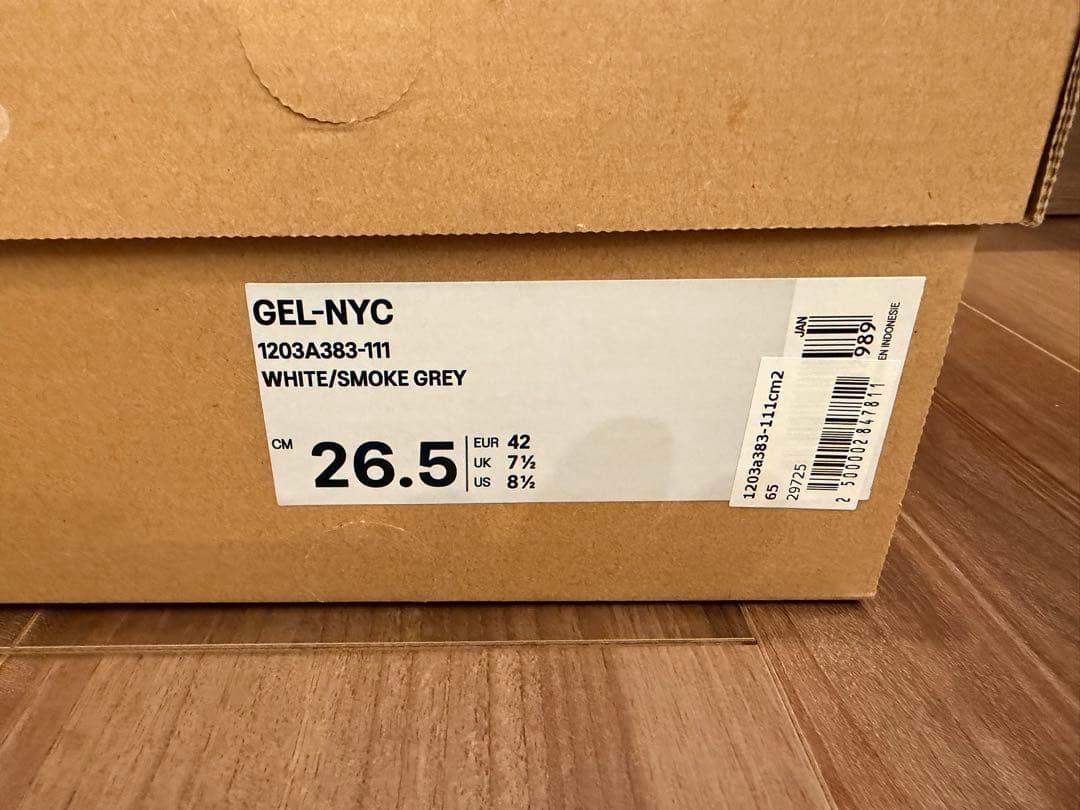 GEL-NYC
1203A383-111
WHITE/SMOKE GREY
CM 26.5
EUR 42
UK 7½
US 8½
JAN
989
EN INDONESIE
1203a383-111cm2
65
29725
2 500002 847811